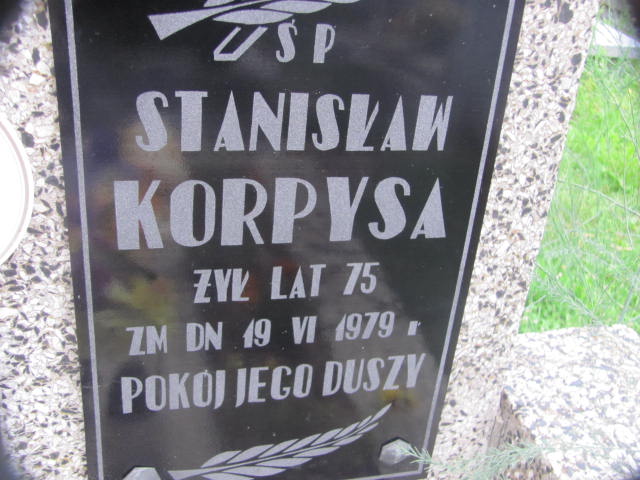 ŚP
STANISŁAW
KORPYSA
ŻYŁ LAT 75
ZM DN 19 VI 1979 r
POKÓJ JEGO DUSZY